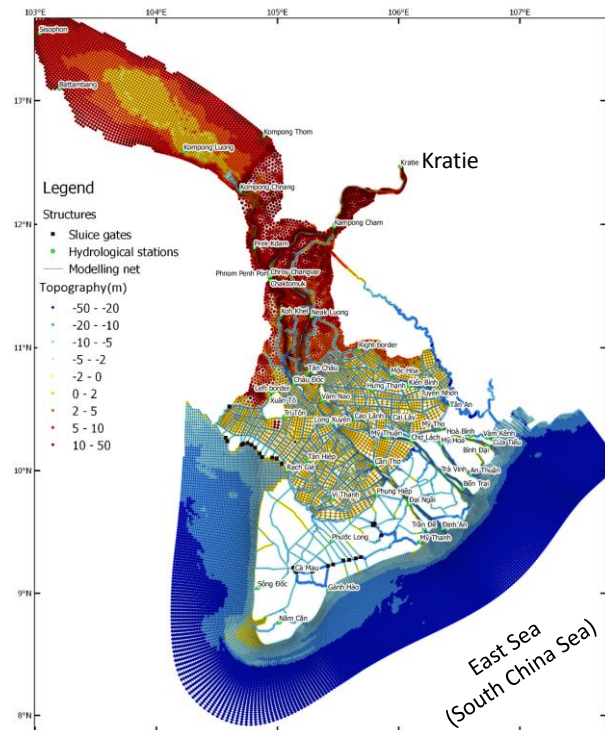 103°E
104°E
105°E
106°E
107°E
Sisophon
Battambang
13°N
Kompong Thom
Kompong Luong
Kratie
Kratie
Kompong Chnang
Legend
Structures
Sluice gates
Hydrological stations
Modelling net
Topography(m)
-50 - -20
-20 - -10
-10 - -5
-5 - -2
-2 - 0
0 - 2
2 - 5
5 - 10
10 - 50
12°N
Kampong Cham
Prek Kdam
Phnom Penh Port
Chroy Changvar
Chaktomuk
Koh Khel
Neak Luong
11°N
Right border
Tân Châu
Mộc Hóa
Châu Đốc
Hưng Thạnh
Kiến Bình
Left border
Tuyên Nhơn
Xuân Tô
Vàm Nao
Tân An
Tri Tôn
Long Xuyên
Cao Lãnh
Cai Lậy
Mỹ Tho
Mỹ Thuận
Hoà Bình
Vàm Kênh
Chợ Lách
Mỹ Hoá
Cửa Tiểu
Bình Đại
10°N
Tân Hiệp
Rạch Giá
Cần Thơ
Trà Vinh
An Thuận
Bến Trại
Vị Thanh
Phụng Hiệp
Đại Ngãi
Trần Đề
Định An
Phước Long
Mỹ Thanh
Cà Mau
9°N
Sông Đốc
Gành Hào
Năm Căn
East Sea
(South China Sea)
8°N